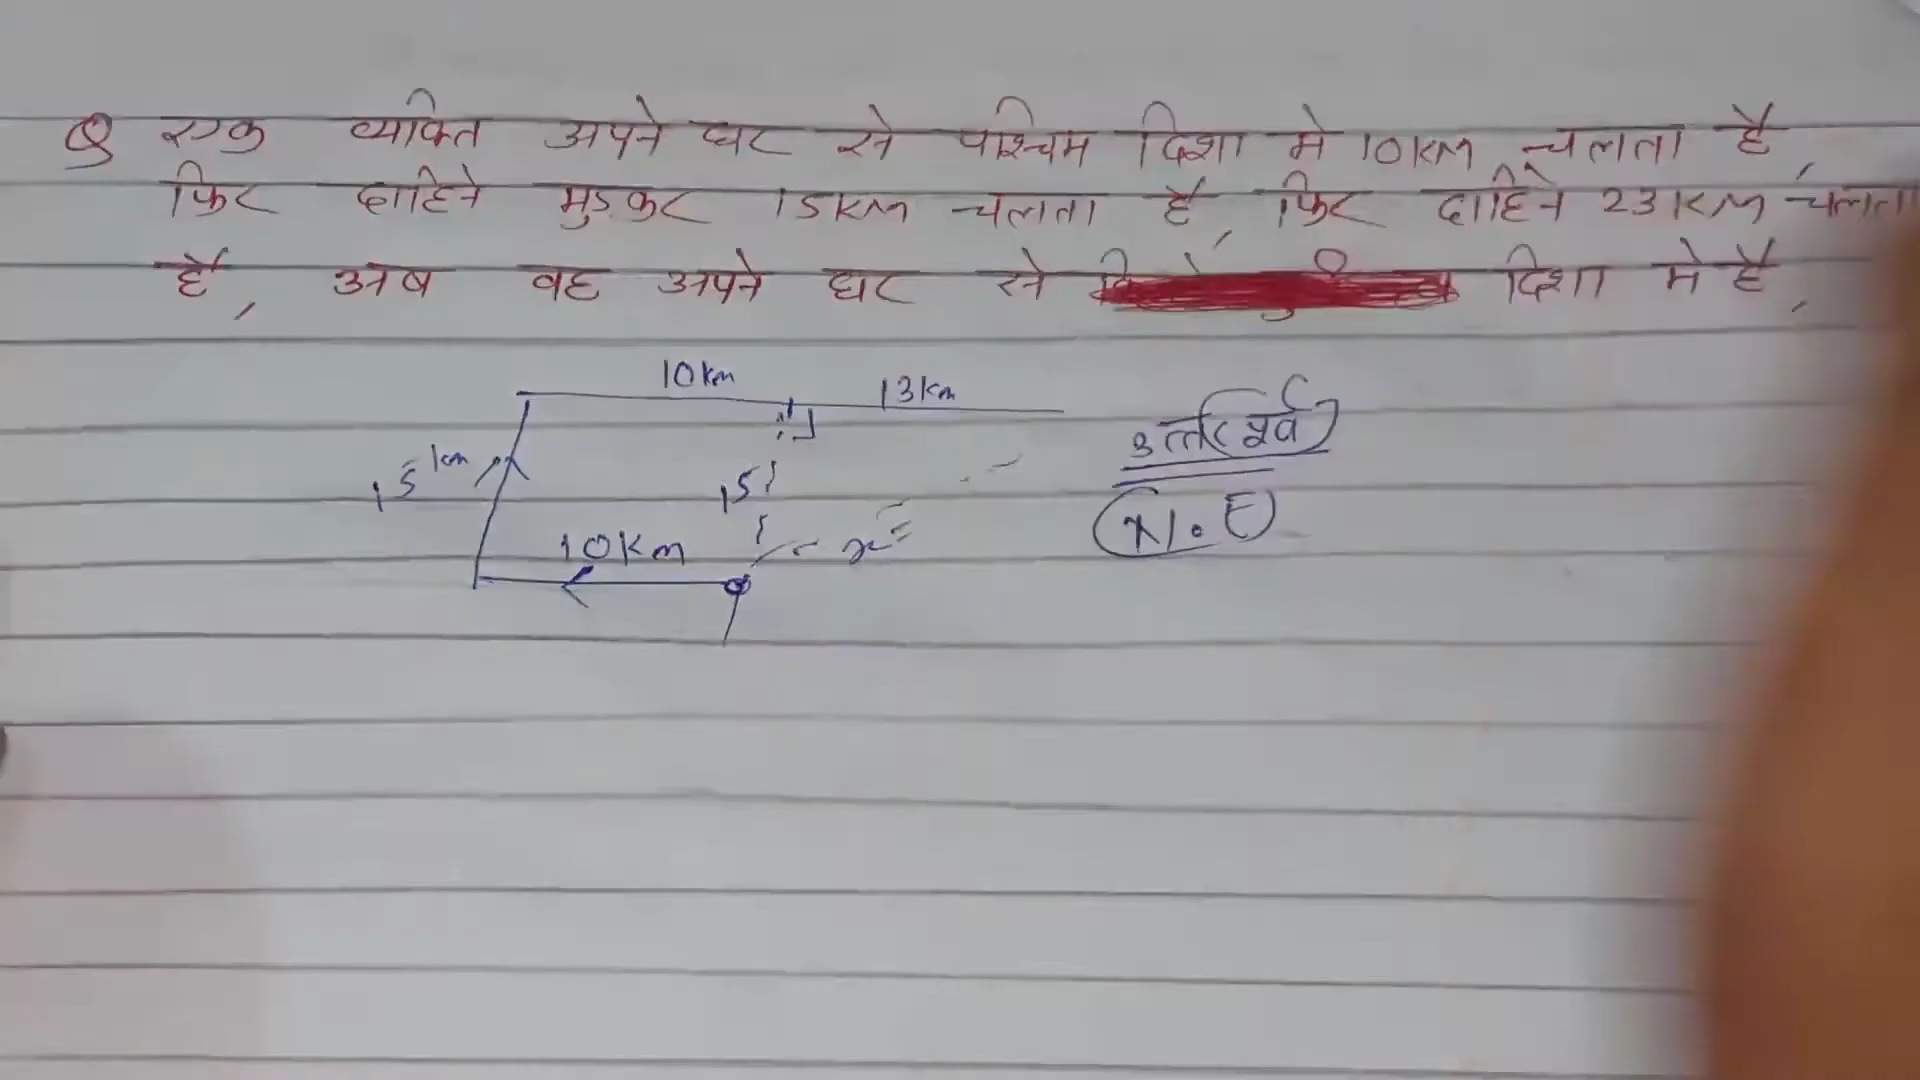 Q एक व्यक्ति अपने घर से पश्चिम दिशा मे 10KM चलता है,
फिर दाहिने मुड़कर 15KM चलता है, फिर दाहिने 23KM चलता
है, अब वह अपने घर से दिशा मे है,
10km 13km
15km
15
10Km
उत्तर पूर्व
N.E